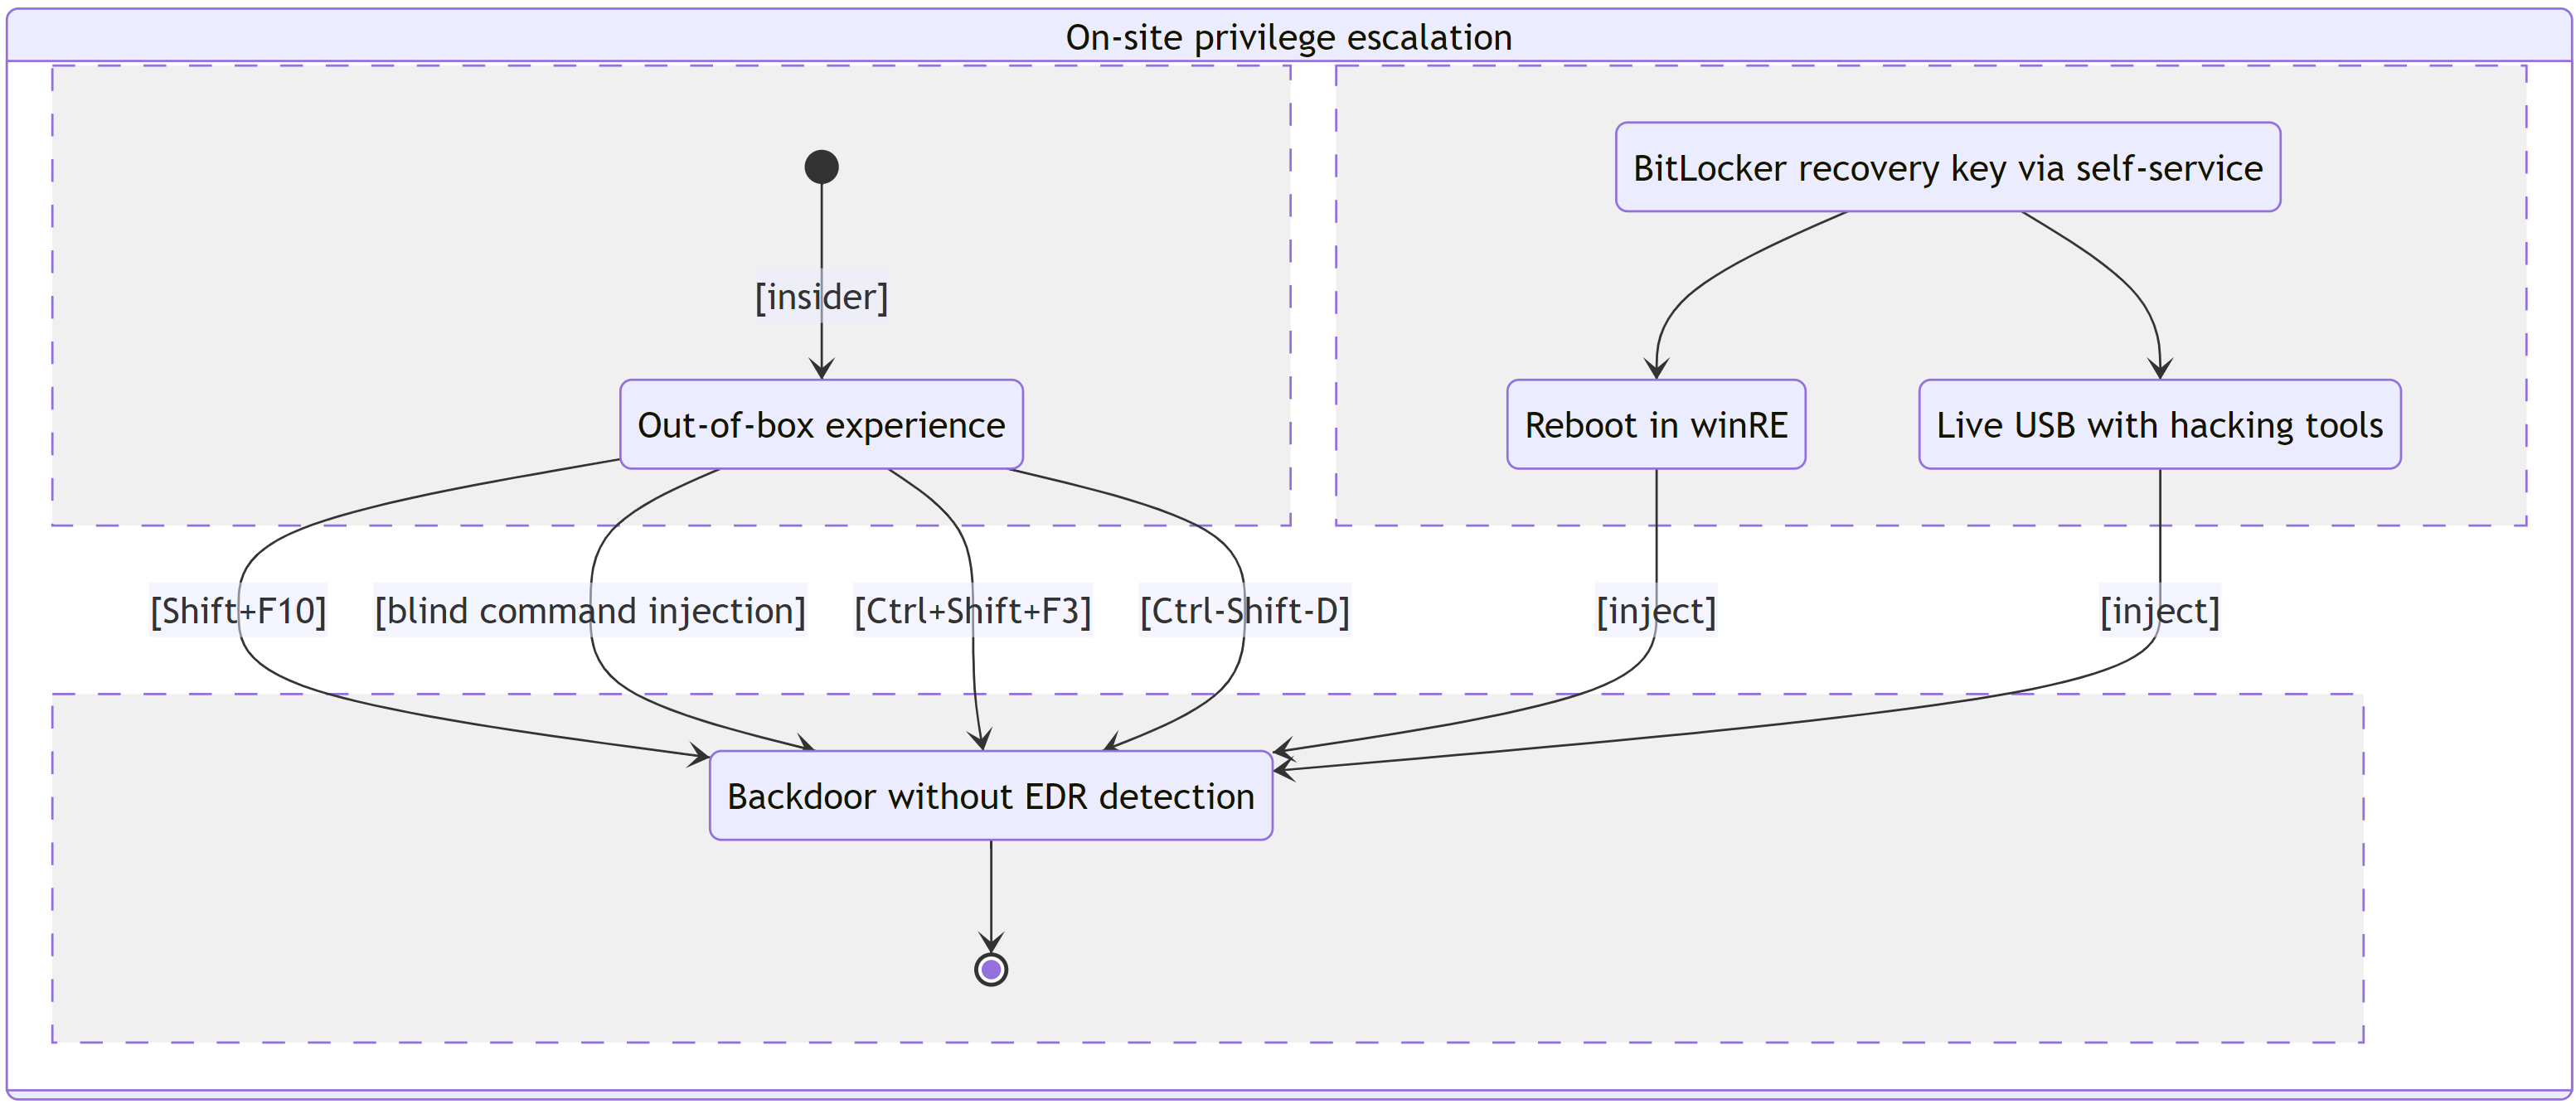 On-site privilege escalation
BitLocker recovery key via self-service
[insider]
Out-of-box experience
Reboot in winRE
Live USB with hacking tools
[Shift+F10]
[blind command injection]
[Ctrl+Shift+F3]
[Ctrl-Shift-D]
[inject]
[inject]
Backdoor without EDR detection